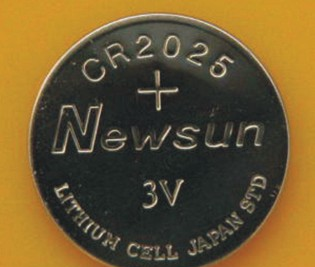 CR2025
+
Newsun
3V
LITHIUM CELL JAPAN STD